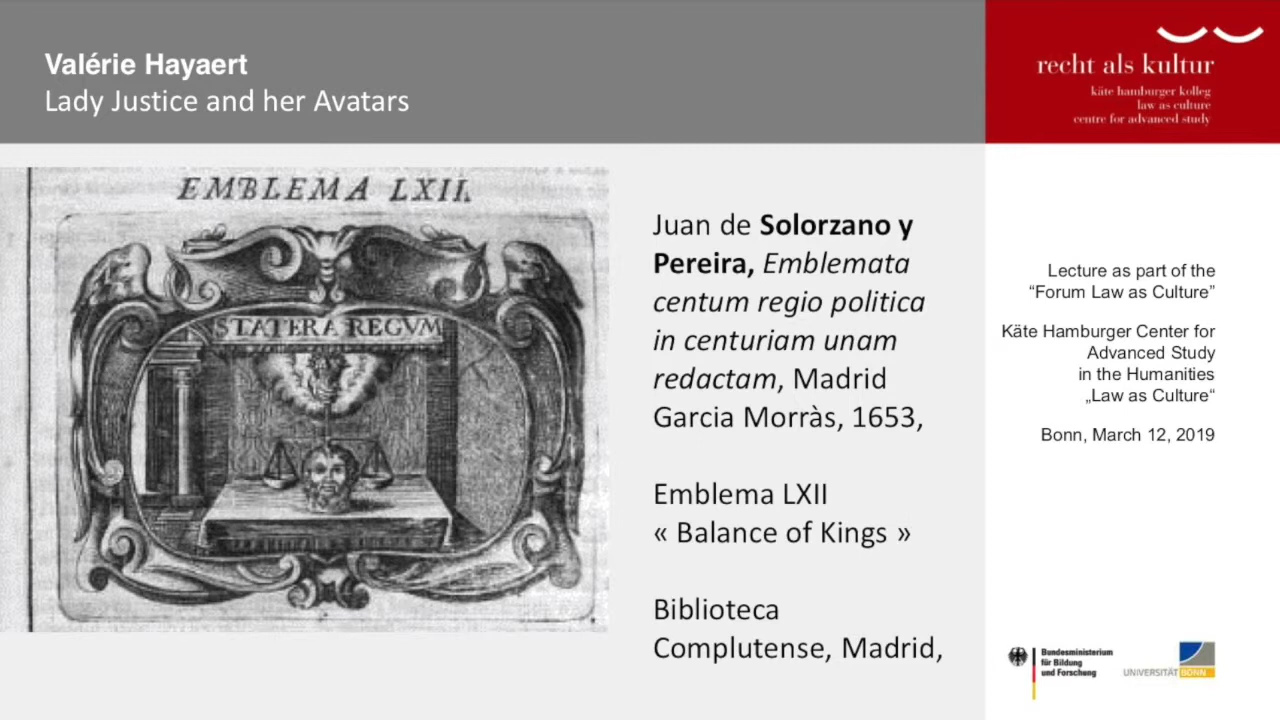 Valérie Hayaert
Lady Justice and her Avatars
recht als kultur
käte hamburger kolleg
law as culture
centre for advanced study
EMBLEMA LXII.
STATERA REGVM
Juan de Solorzano y
Pereira, Emblemata
centum regio politica
in centuriam unam
redactam, Madrid
Garcia Morràs, 1653,
Emblema LXII
« Balance of Kings »
Biblioteca
Complutense, Madrid,
Lecture as part of the
“Forum Law as Culture”
Käte Hamburger Center for
Advanced Study
in the Humanities
„Law as Culture“
Bonn, March 12, 2019
Bundesministerium
für Bildung
und Forschung
UNIVERSITÄT BONN